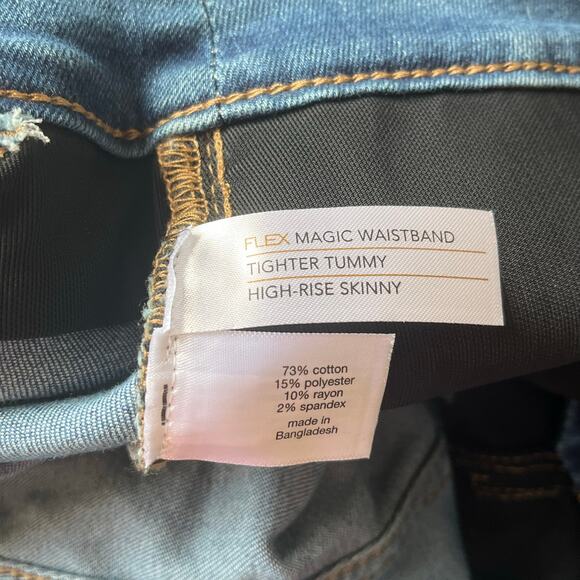 FLEX MAGIC WAISTBAND
TIGHTER TUMMY
HIGH-RISE SKINNY
73% cotton
15% polyester
10% rayon
2% spandex
made in
Bangladesh